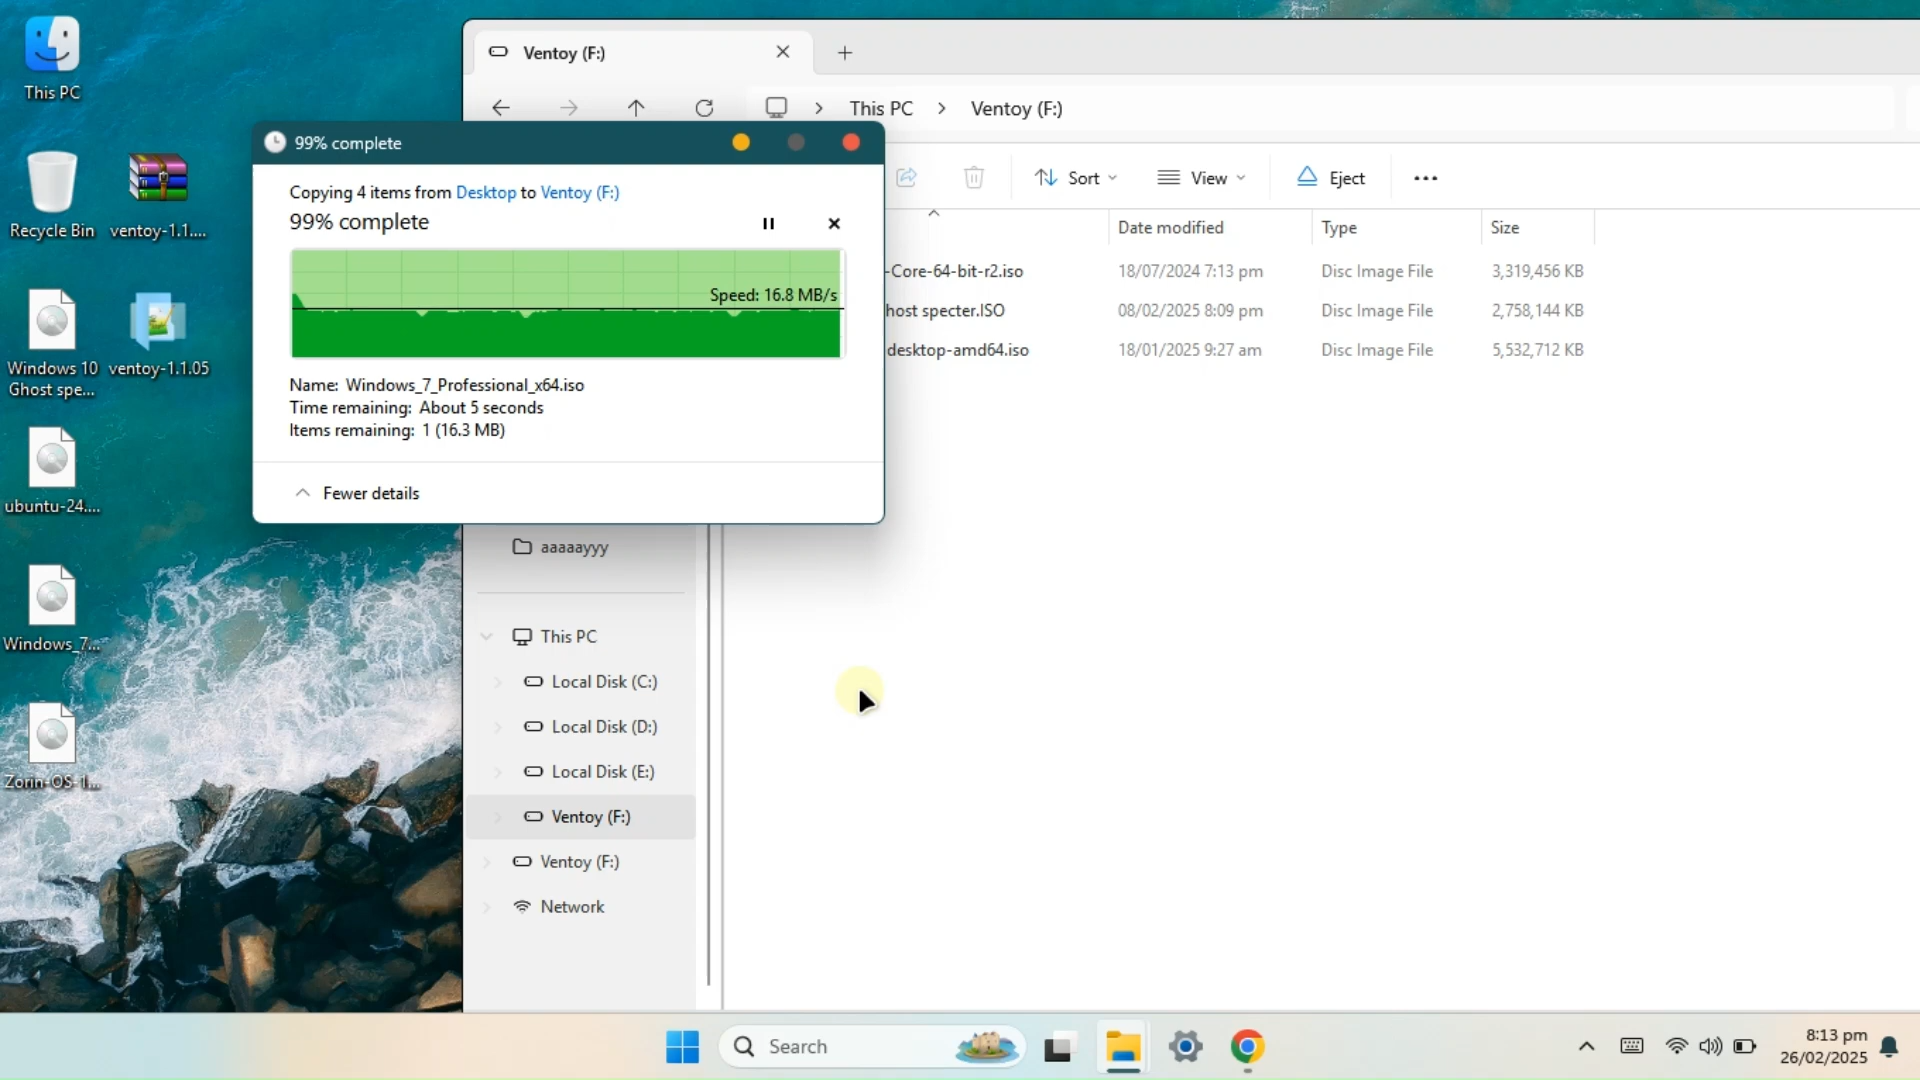 This PC
Recycle Bin
ventoy-1.1....
Windows 10
Ghost spe...
ventoy-1.1.05
ubuntu-24....
Windows_7...
Zorin-OS-1...
Ventoy (F:)
This PC
Ventoy (F:)
99% complete
Copying 4 items from Desktop to Ventoy (F:)
99% complete
Speed: 16.8 MB/s
Name: Windows_7_Professional_x64.iso
Time remaining: About 5 seconds
Items remaining: 1 (16.3 MB)
Fewer details
Sort
View
Eject
Date modified
Type
Size
-Core-64-bit-r2.iso
18/07/2024 7:13 pm
Disc Image File
3,319,456 KB
host specter.ISO
08/02/2025 8:09 pm
Disc Image File
2,758,144 KB
desktop-amd64.iso
18/01/2025 9:27 am
Disc Image File
5,532,712 KB
aaaaayyy
This PC
Local Disk (C:)
Local Disk (D:)
Local Disk (E:)
Ventoy (F:)
Ventoy (F:)
Network
Search
8:13 pm
26/02/2025